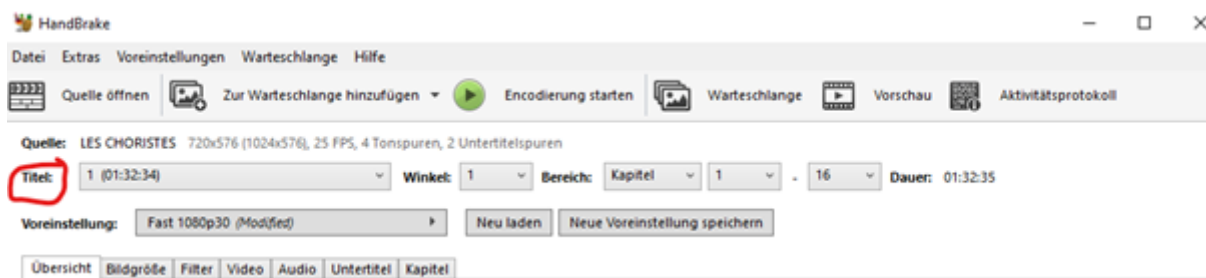 HandBrake
Datei Extras Voreinstellungen Warteschlange Hilfe
Quelle öffnen Zur Warteschlange hinzufügen Encodierung starten Warteschlange Vorschau Aktivitätsprotokoll
Quelle: LES CHORISTES 720x576 (1024x576), 25 FPS, 4 Tonspuren, 2 Untertitelspuren
Titel: 1 (01:32:34) Winkel: 1 Bereich: Kapitel 1 - 16 Dauer: 01:32:35
Voreinstellung: Fast 1080p30 (Modified) Neu laden Neue Voreinstellung speichern
Übersicht Bildgröße Filter Video Audio Untertitel Kapitel